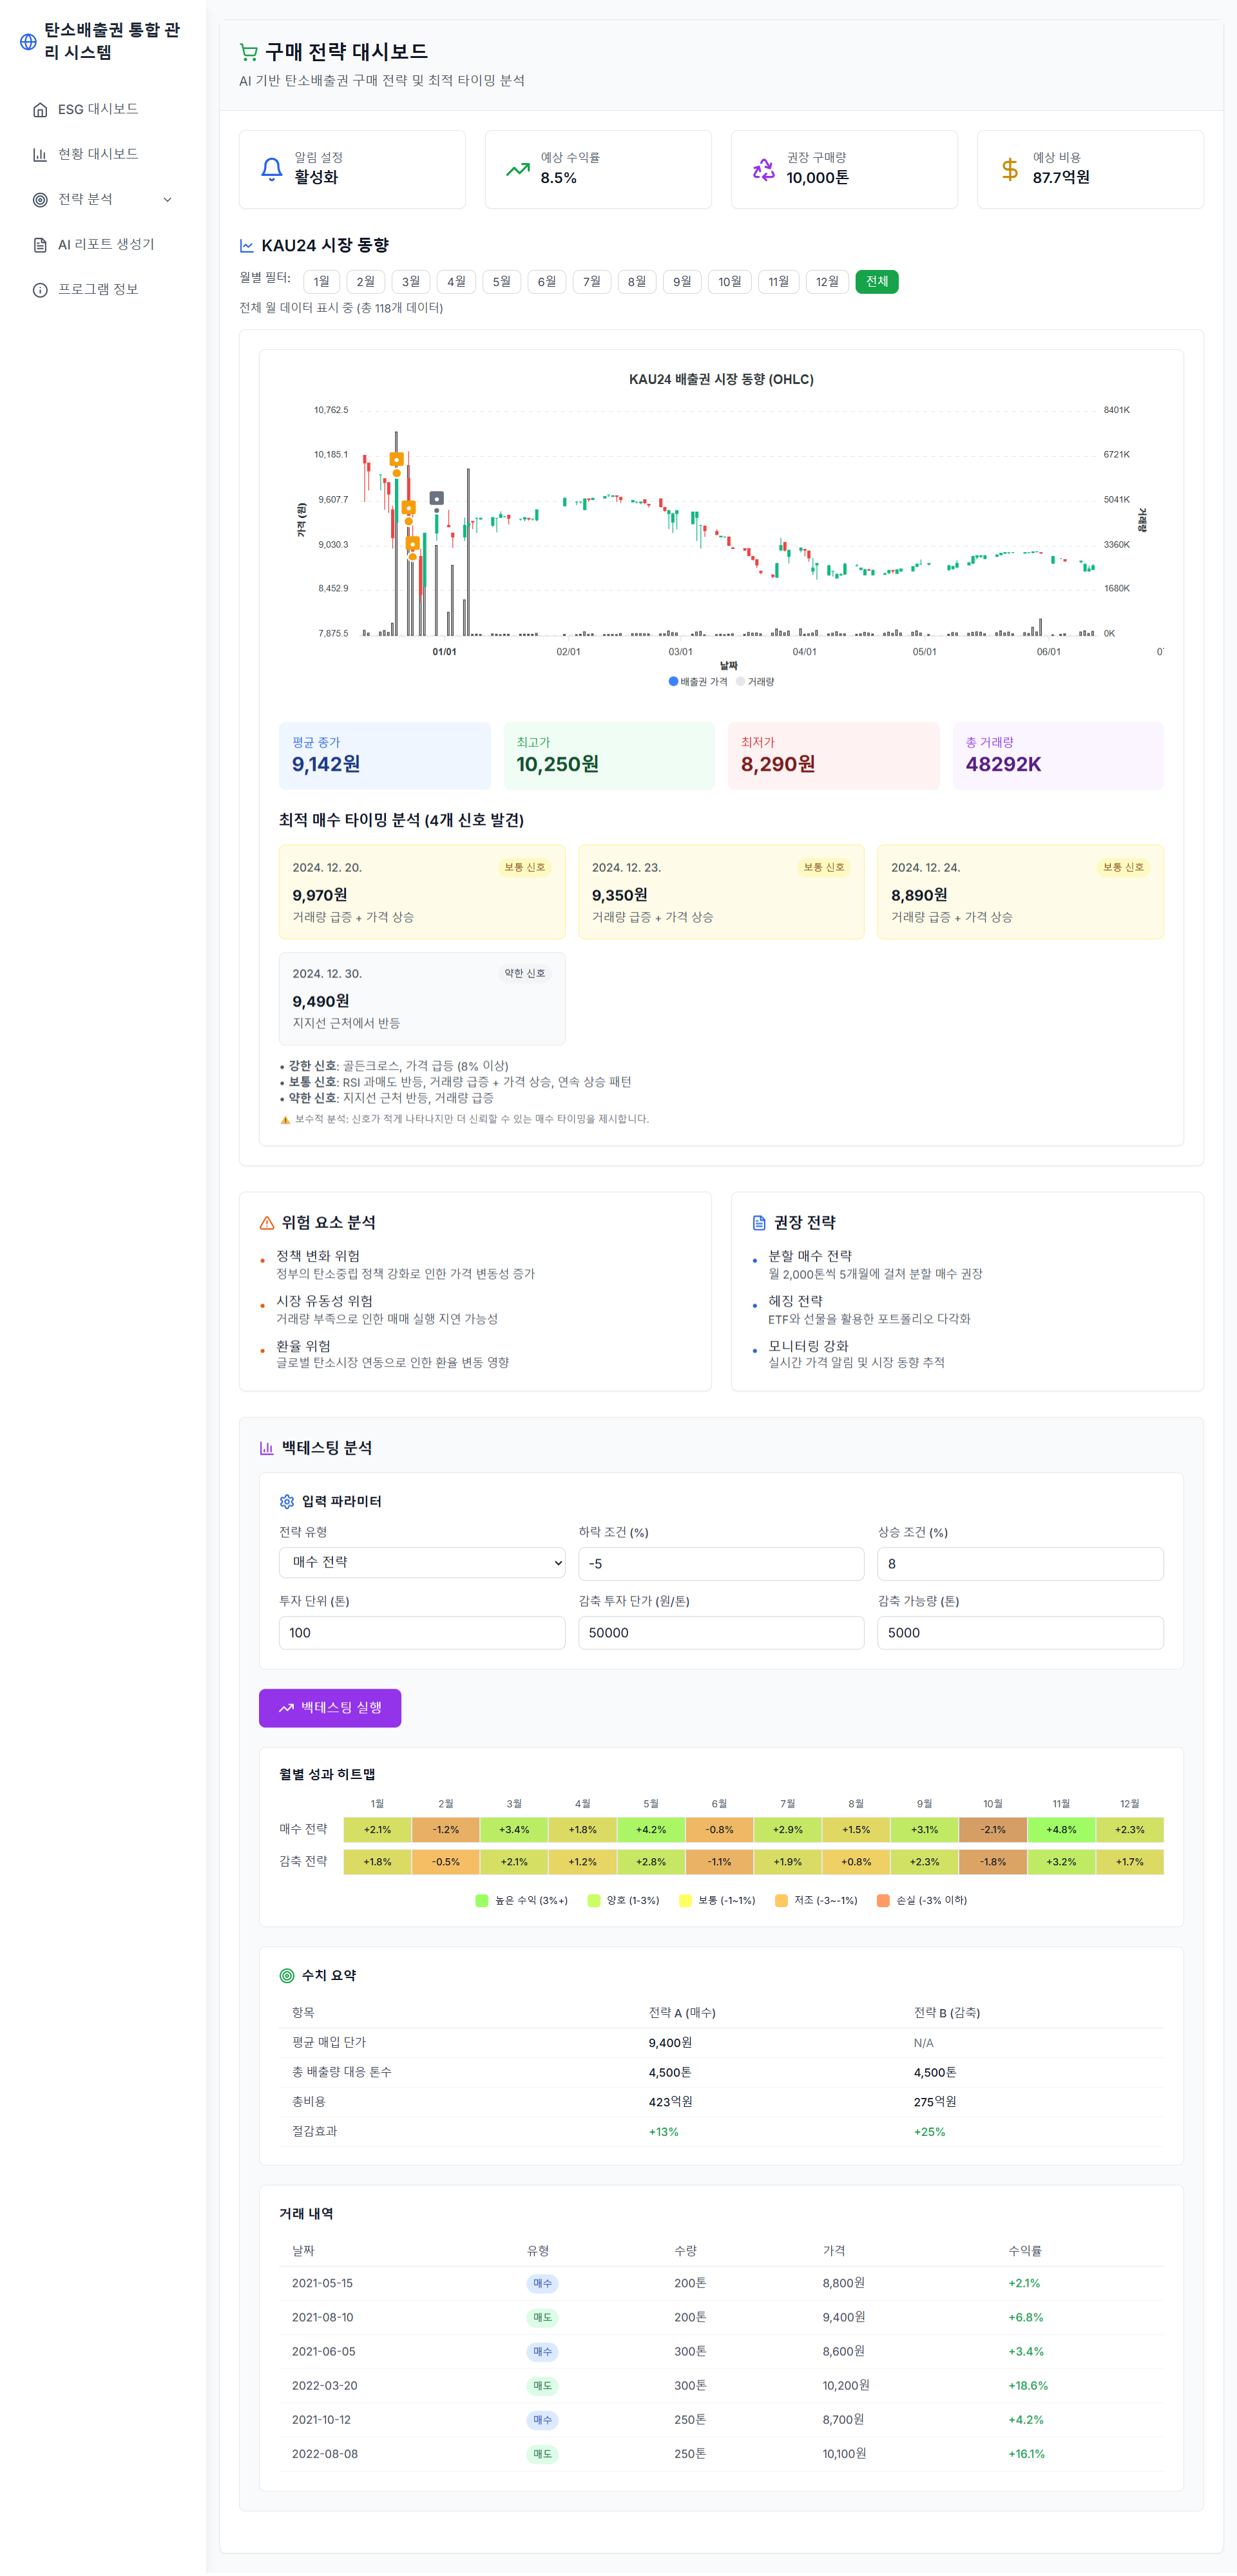 탄소배출권 통합 관
리 시스템
ESG 대시보드
현황 대시보드
전략 분석
AI 리포트 생성기
프로그램 정보
구매 전략 대시보드
AI 기반 탄소배출권 구매 전략 및 최적 타이밍 분석
알림 설정
활성화
예상 수익률
8.5%
권장 구매량
10,000톤
예상 비용
87.7억원
KAU24 시장 동향
월별 필터: 1월 2월 3월 4월 5월 6월 7월 8월 9월 10월 11월 12월 전체
전체 월 데이터 표시 중 (총 118개 데이터)
KAU24 배출권 시장 동향 (OHLC)
10,762.5 8401K
10,185.1 6721K
9,607.7 5041K
가격 (원) 거래량
9,030.3 3360K
8,452.9 1680K
7,875.5 0K
01/01 02/01 03/01 04/01 05/01 06/01 0
날짜
배출권 가격 거래량
평균 종가
9,142원
최고가
10,250원
최저가
8,290원
총 거래량
48292K
최적 매수 타이밍 분석 (4개 신호 발견)
2024. 12. 20. 보통 신호
9,970원
거래량 급증 + 가격 상승
2024. 12. 23. 보통 신호
9,350원
거래량 급증 + 가격 상승
2024. 12. 24. 보통 신호
8,890원
거래량 급증 + 가격 상승
2024. 12. 30. 약한 신호
9,490원
지지선 근처에서 반등
• 강한 신호: 골든크로스, 가격 급등 (8% 이상)
• 보통 신호: RSI 과매도 반등, 거래량 급증 + 가격 상승, 연속 상승 패턴
• 약한 신호: 지지선 근처 반등, 거래량 급증
⚠️ 보수적 분석: 신호가 적게 나타나지만 더 신뢰할 수 있는 매수 타이밍을 제시합니다.
위험 요소 분석
• 정책 변화 위험
정부의 탄소중립 정책 강화로 인한 가격 변동성 증가
• 시장 유동성 위험
거래량 부족으로 인한 매매 실행 지연 가능성
• 환율 위험
글로벌 탄소시장 연동으로 인한 환율 변동 영향
권장 전략
• 분할 매수 전략
월 2,000톤씩 5개월에 걸쳐 분할 매수 권장
• 헤징 전략
ETF와 선물을 활용한 포트폴리오 다각화
• 모니터링 강화
실시간 가격 알림 및 시장 동향 추적
백테스팅 분석
입력 파라미터
전략 유형 하락 조건 (%) 상승 조건 (%)
매수 전략 -5 8
투자 단위 (톤) 감축 투자 단가 (원/톤) 감축 가능량 (톤)
100 50000 5000
백테스팅 실행
월별 성과 히트맵
1월 2월 3월 4월 5월 6월 7월 8월 9월 10월 11월 12월
매수 전략 +2.1% -1.2% +3.4% +1.8% +4.2% -0.8% +2.9% +1.5% +3.1% -2.1% +4.8% +2.3%
감축 전략 +1.8% -0.5% +2.1% +1.2% +2.8% -1.1% +1.9% +0.8% +2.3% -1.8% +3.2% +1.7%
높은 수익 (3%+) 양호 (1-3%) 보통 (-1~1%) 저조 (-3~-1%) 손실 (-3% 이하)
수치 요약
항목 전략 A (매수) 전략 B (감축)
평균 매입 단가 9,400원 N/A
총 배출량 대응 톤수 4,500톤 4,500톤
총비용 423억원 275억원
절감효과 +13% +25%
거래 내역
날짜 유형 수량 가격 수익률
2021-05-15 매수 200톤 8,800원 +2.1%
2021-08-10 매도 200톤 9,400원 +6.8%
2021-06-05 매수 300톤 8,600원 +3.4%
2022-03-20 매도 300톤 10,200원 +18.6%
2021-10-12 매수 250톤 8,700원 +4.2%
2022-08-08 매도 250톤 10,100원 +16.1%